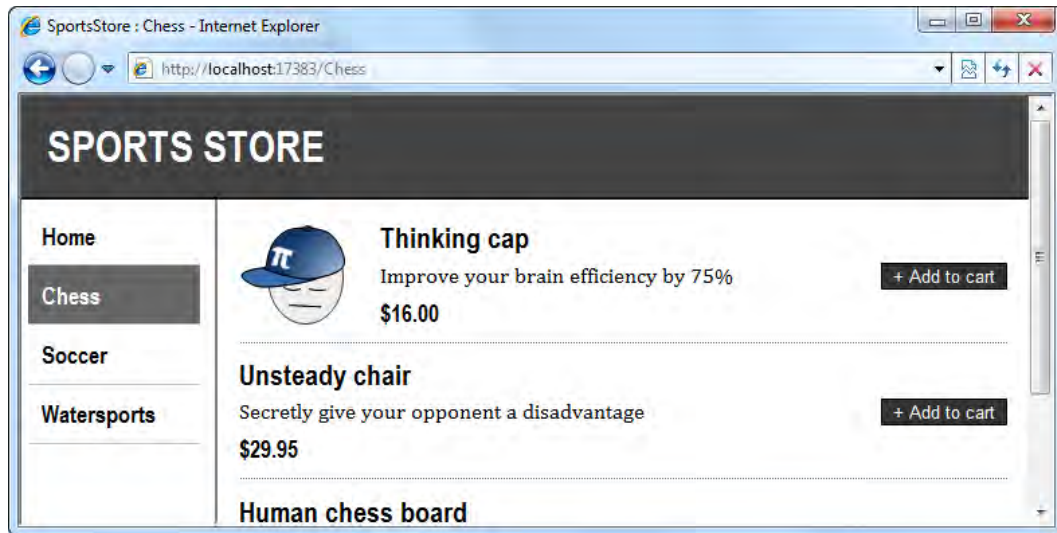 SportsStore : Chess - Internet Explorer
http://localhost:17383/Chess
SPORTS STORE
Home
Chess
Soccer
Watersports
π
Thinking cap
Improve your brain efficiency by 75%
$16.00
+ Add to cart
Unsteady chair
Secretly give your opponent a disadvantage
$29.95
+ Add to cart
Human chess board